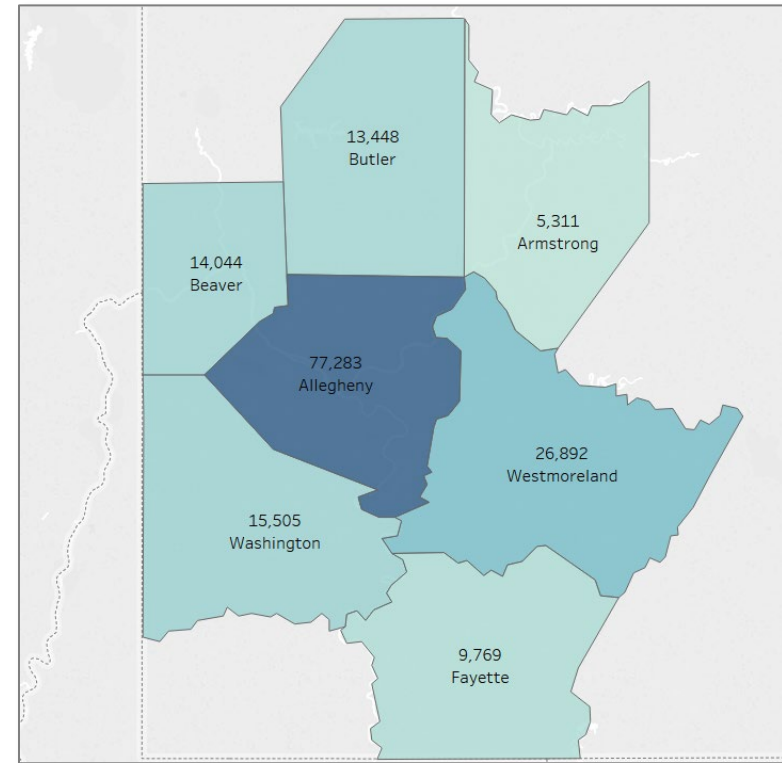 13,448
Butler
5,311
Armstrong
14,044
Beaver
77,283
Allegheny
26,892
Westmoreland
15,505
Washington
9,769
Fayette